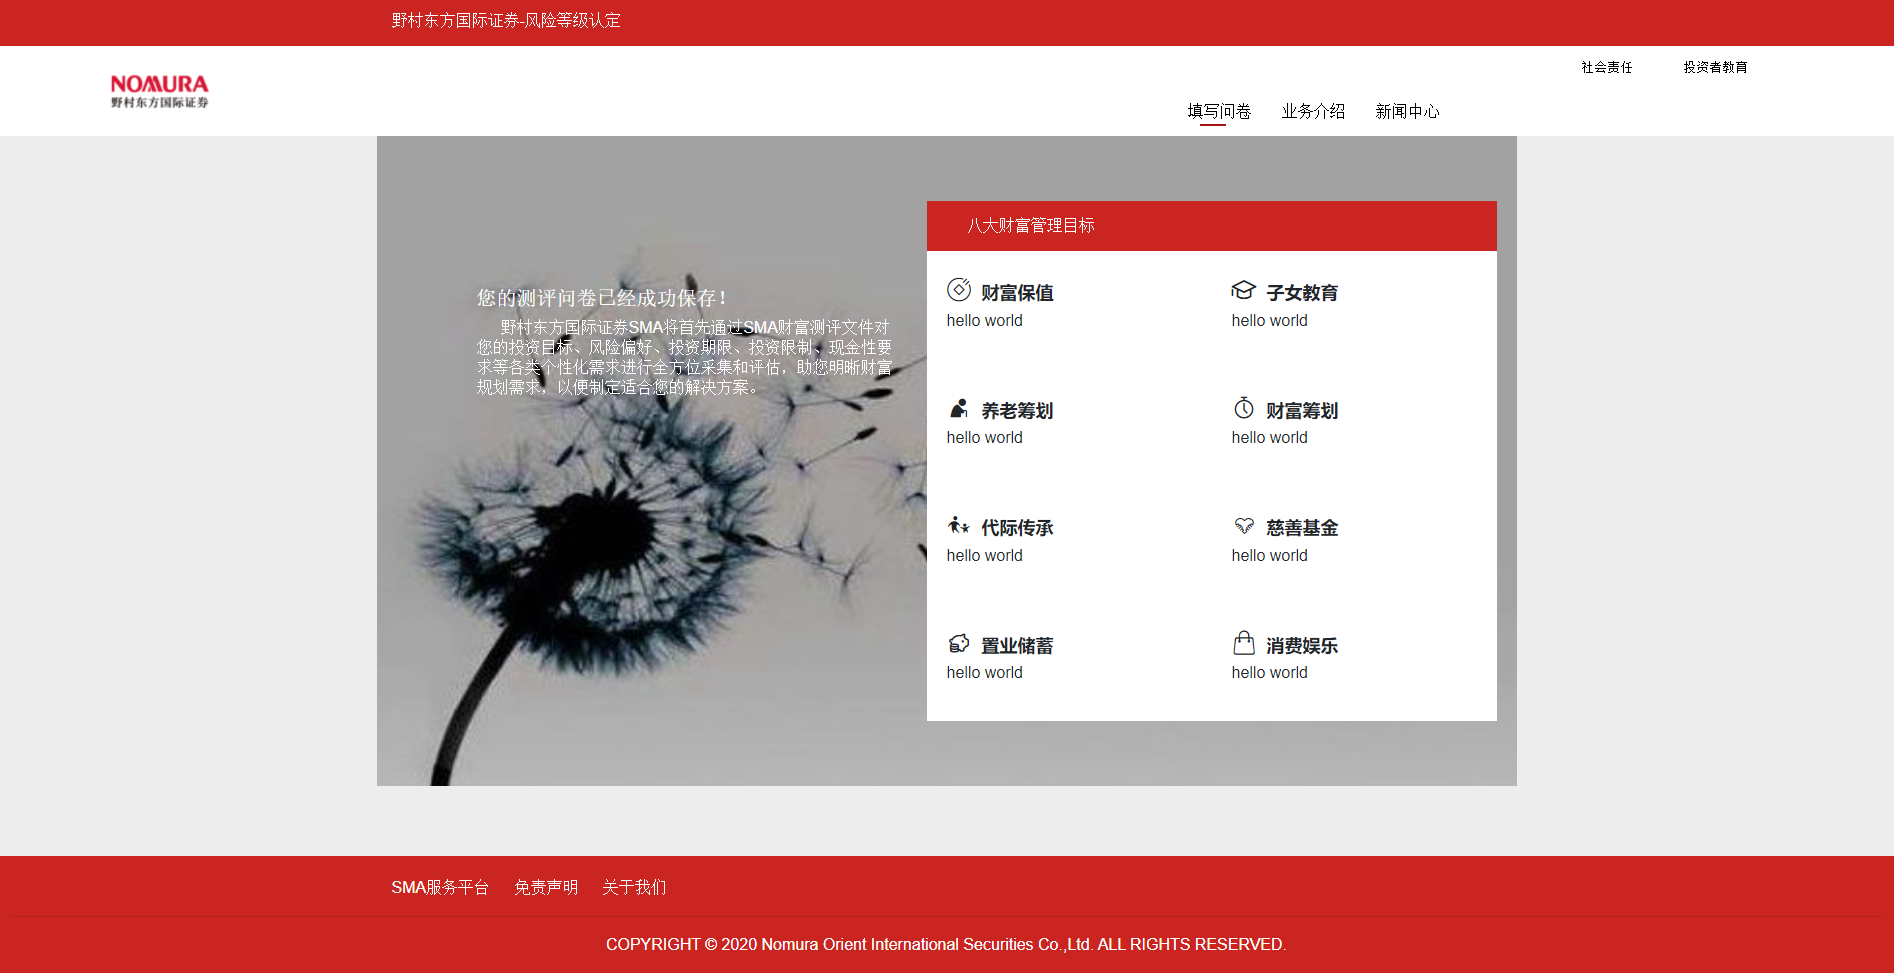 野村东方国际证券-风险等级认定
NOMURA
野村东方国际证券
社会责任
投资者教育
填写问卷
业务介绍
新闻中心
您的测评问卷已经成功保存！
野村东方国际证券SMA将首先通过SMA财富测评文件对
您的投资目标、风险偏好、投资期限、投资限制、现金性要
求等各类个性化需求进行全方位采集和评估，助您明晰财富
规划需求，以便制定适合您的解决方案。
八大财富管理目标
财富保值
hello world
子女教育
hello world
养老筹划
hello world
财富筹划
hello world
代际传承
hello world
慈善基金
hello world
置业储蓄
hello world
消费娱乐
hello world
SMA服务平台
免责声明
关于我们
COPYRIGHT © 2020 Nomura Orient International Securities Co.,Ltd. ALL RIGHTS RESERVED.